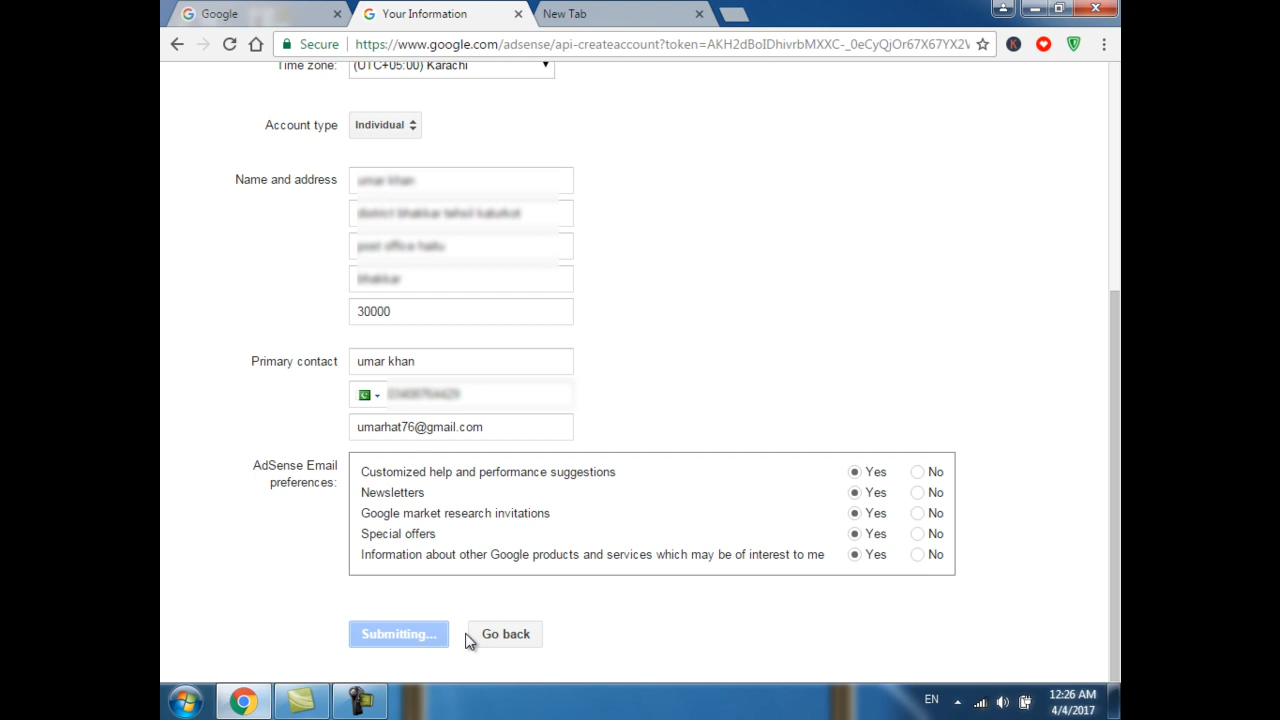 Google
Your Information
New Tab
Secure https://www.google.com/adsense/api-createaccount?token=AKH2dBoIDhivrbMXXC-_0eCyQjOr67X67YX2V
Time zone: (UTC+05:00) Karachi
Account type Individual
Name and address
30000
Primary contact umar khan
umarhat76@gmail.com
AdSense Email preferences:
Customized help and performance suggestions Yes No
Newsletters Yes No
Google market research invitations Yes No
Special offers Yes No
Information about other Google products and services which may be of interest to me Yes No
Submitting... Go back
EN 12:26 AM
4/4/2017